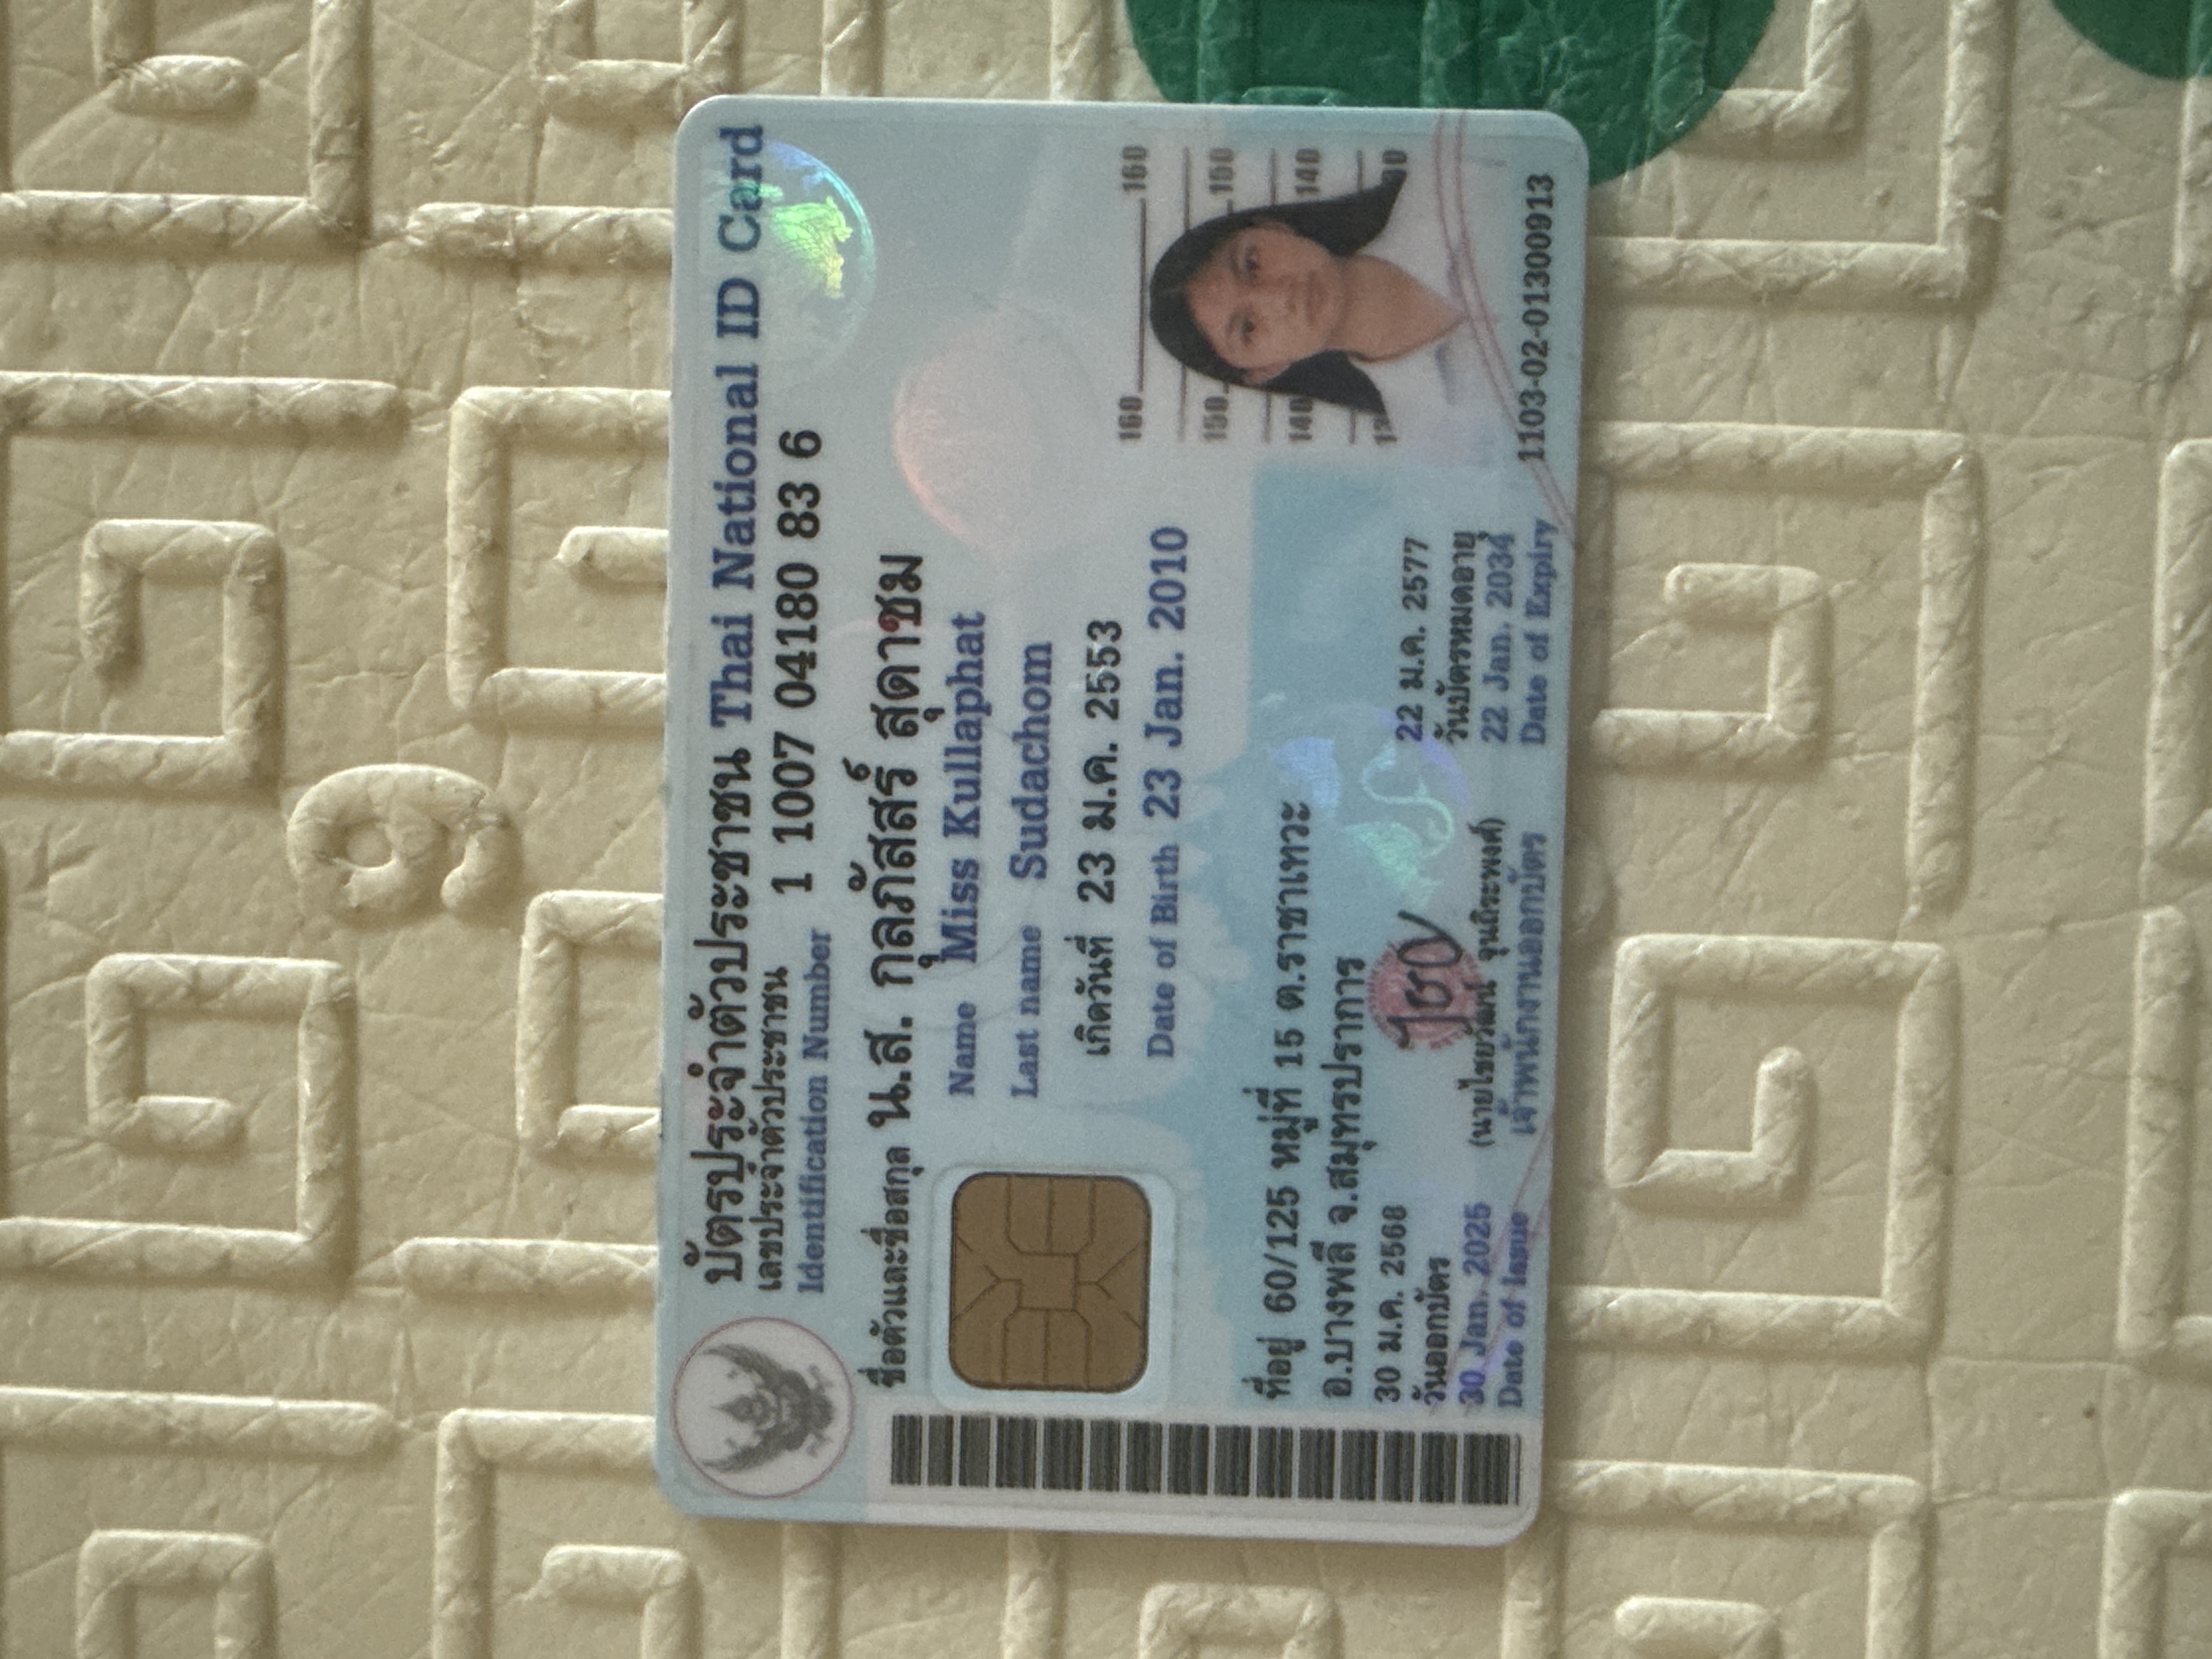 บัตรประจำตัวประชาชน Thai National ID Card
เลขประจำตัวประชาชน
Identification Number 1 1007 04180 83 6
ชื่อตัวและชื่อสกุล น.ส. กุลภัสสร์ สุดาชม
Name Miss Kullaphat
Last name Sudachom
เกิดวันที่ 23 ม.ค. 2553
Date of Birth 23 Jan. 2010
160 160
150 150
140 140
ที่อยู่ 60/125 หมู่ที่ 15 ต.ราชาเทวะ
อ.บางพลี จ.สมุทรปราการ
30 ม.ค. 2568
วันออกบัตร
30 Jan. 2025
Date of Issue
เจ้าพนักงานออกบัตร
22 ม.ค. 2577
วันบัตรหมดอายุ
22 Jan. 2034
Date of Expiry
1103-02-01300913
9